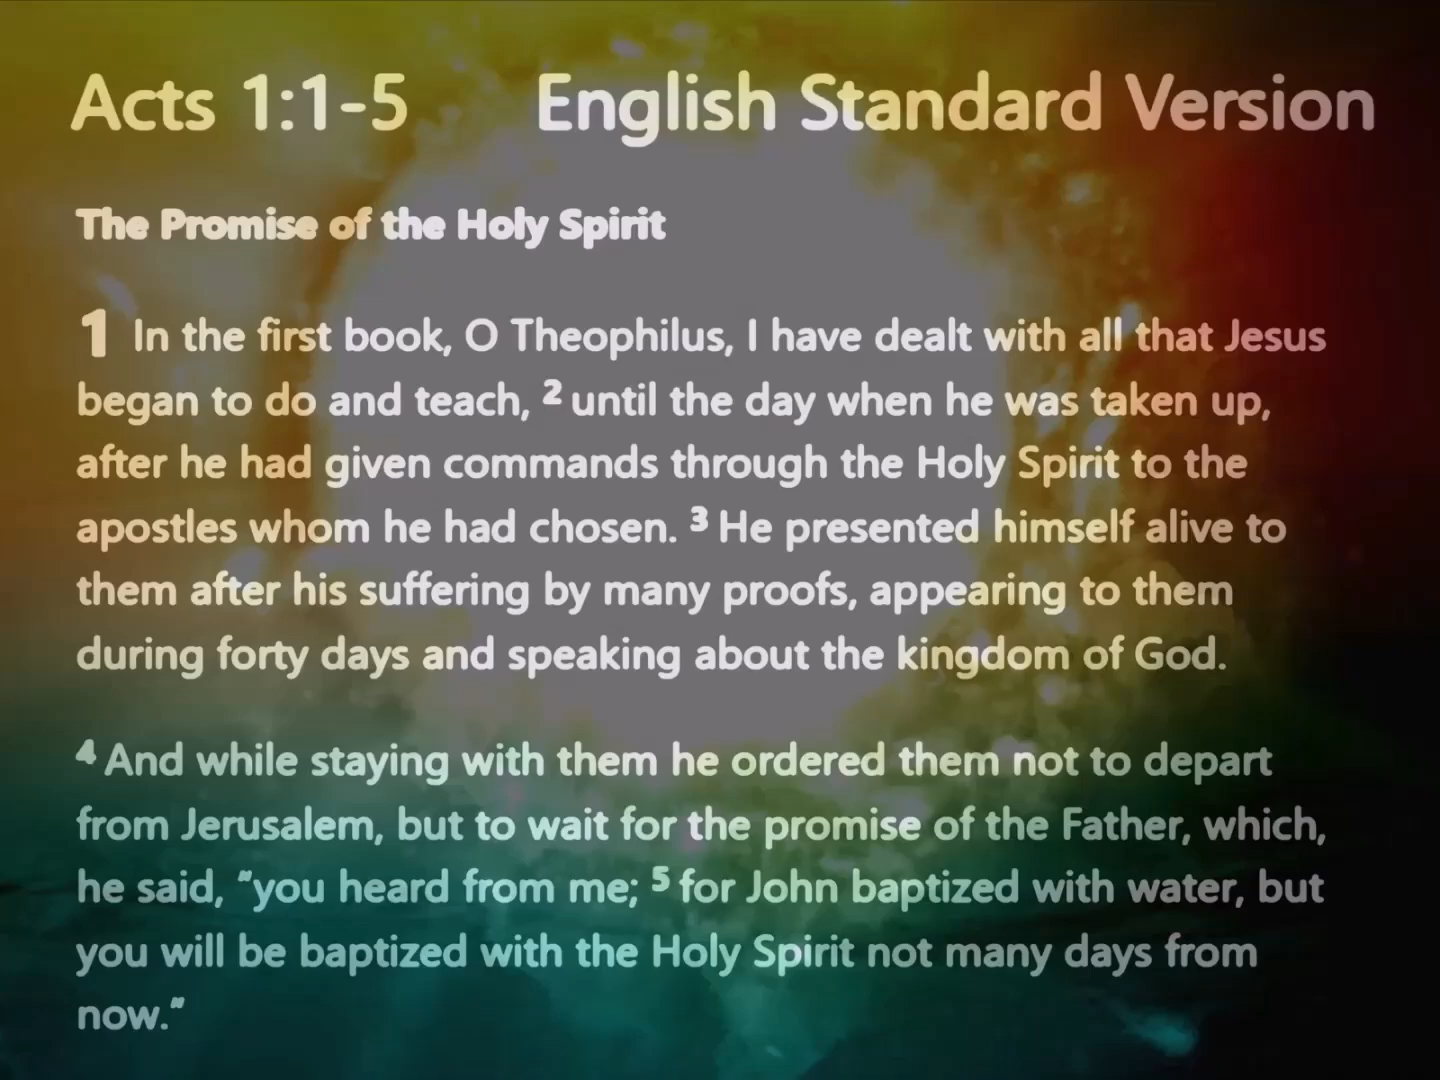 Acts 1:1-5 English Standard Version
The Promise of the Holy Spirit
1 In the first book, O Theophilus, I have dealt with all that Jesus
began to do and teach, 2 until the day when he was taken up,
after he had given commands through the Holy Spirit to the
apostles whom he had chosen. 3 He presented himself alive to
them after his suffering by many proofs, appearing to them
during forty days and speaking about the kingdom of God.
4 And while staying with them he ordered them not to depart
from Jerusalem, but to wait for the promise of the Father, which,
he said, "you heard from me; 5 for John baptized with water, but
you will be baptized with the Holy Spirit not many days from
now."